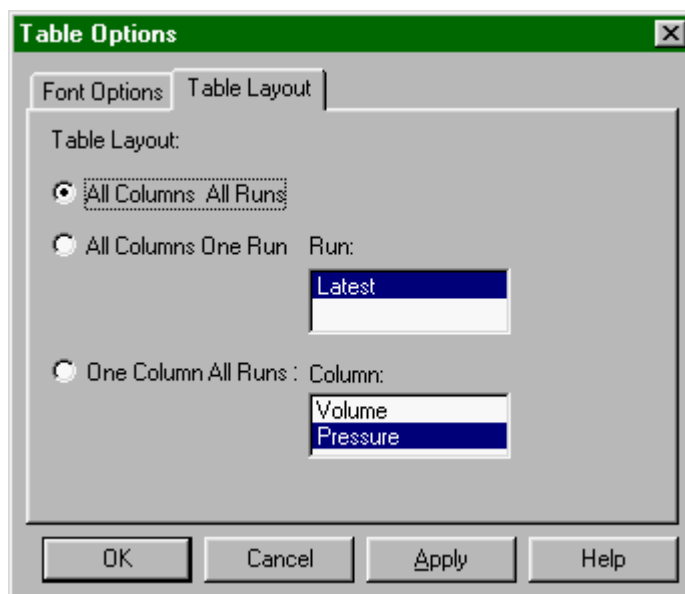 Table Options
Font Options Table Layout
Table Layout:
All Columns All Runs
All Columns One Run Run:
Latest
One Column All Runs : Column:
Volume
Pressure
OK Cancel Apply Help